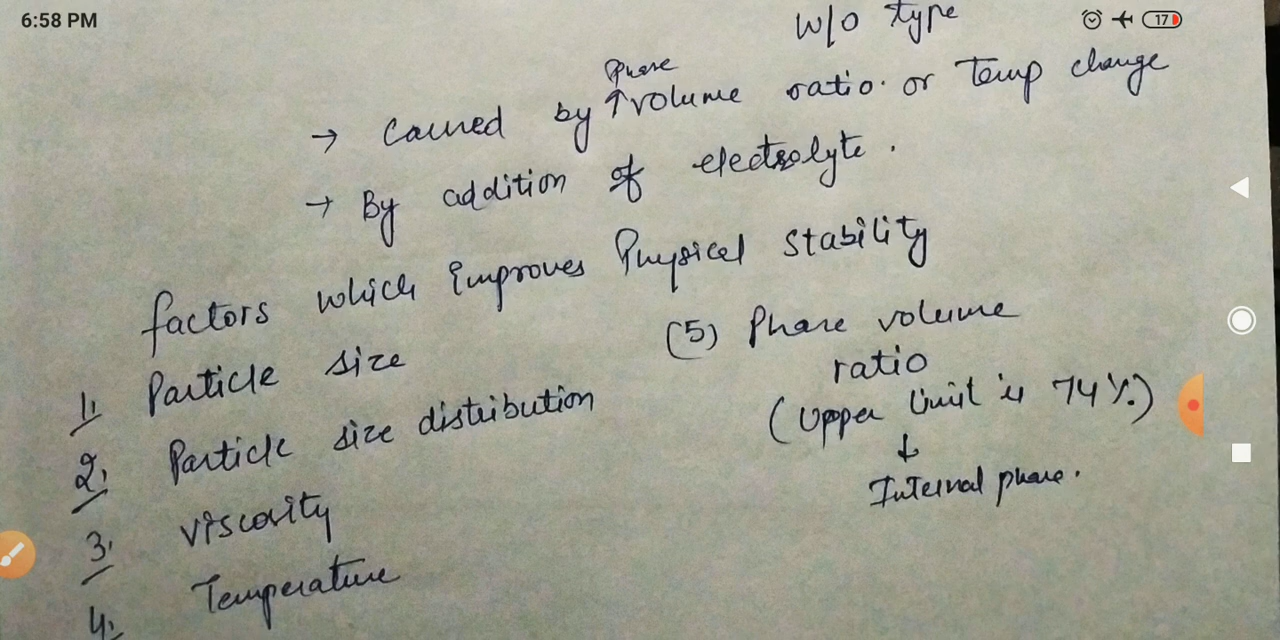 6:58 PM
17
W/O type
→ caused by ↑ Phase volume ratio. or Temp change
→ By addition of electrolyte.
factors which improves Physical stability
1. Particle size
2. Particle size distribution
3. Viscosity
4. Temperature
(5) Phase volume
ratio
(Upper limit is 74%)
↓
Internal phase.